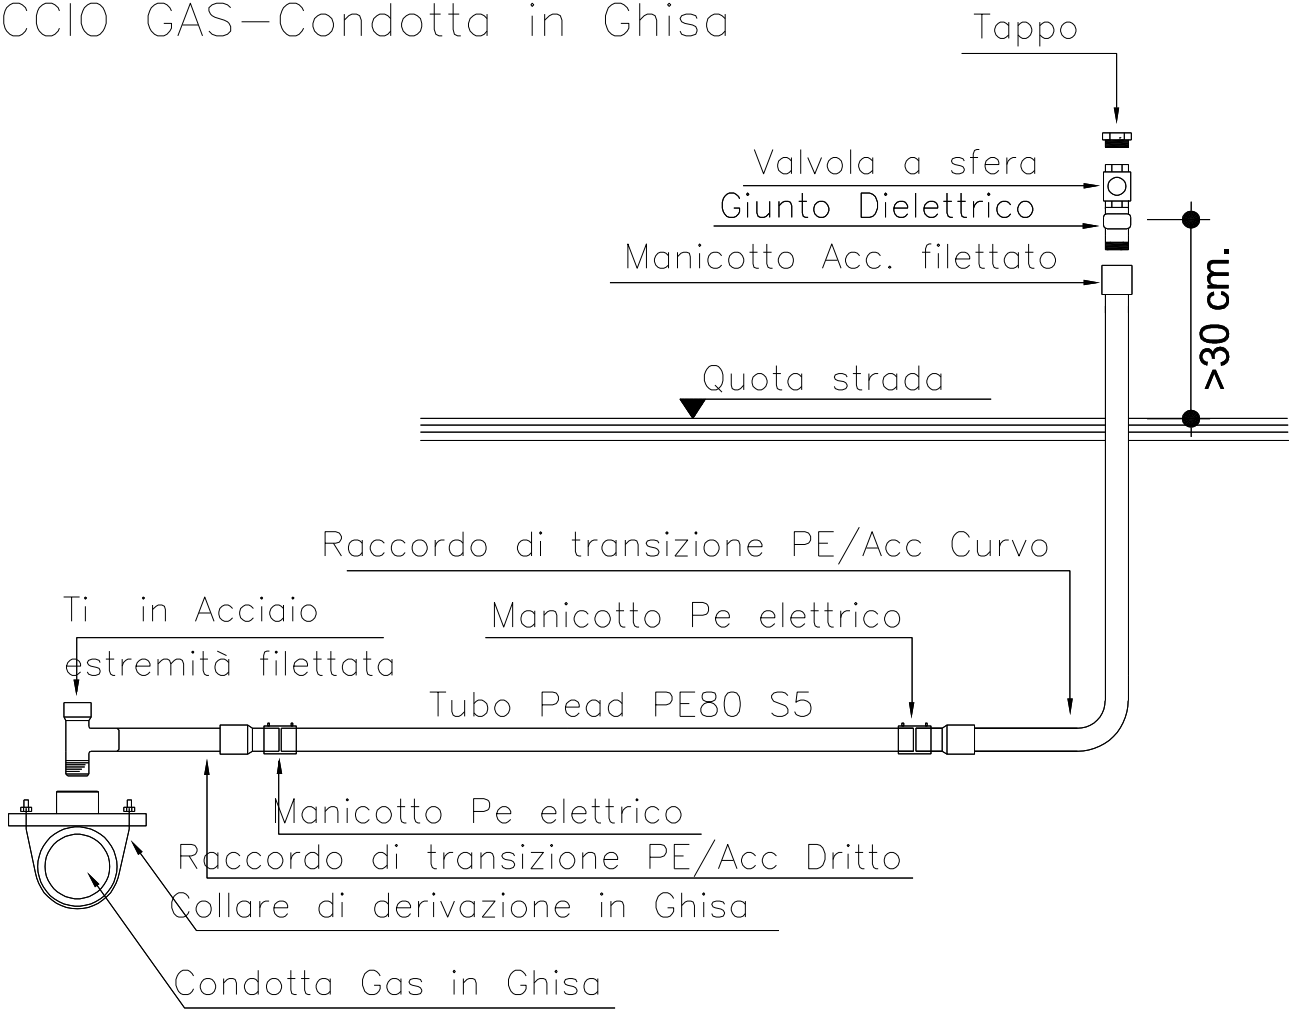 CCIO GAS-Condotta in Ghisa
Tappo
Valvola a sfera
Giunto Dielettrico
Manicotto Acc. filettato
>30 cm.
Quota strada
Raccordo di transizione PE/Acc Curvo
Ti in Acciaio
estremità filettata
Manicotto Pe elettrico
Tubo Pead PE80 S5
Manicotto Pe elettrico
Raccordo di transizione PE/Acc Dritto
Collare di derivazione in Ghisa
Condotta Gas in Ghisa